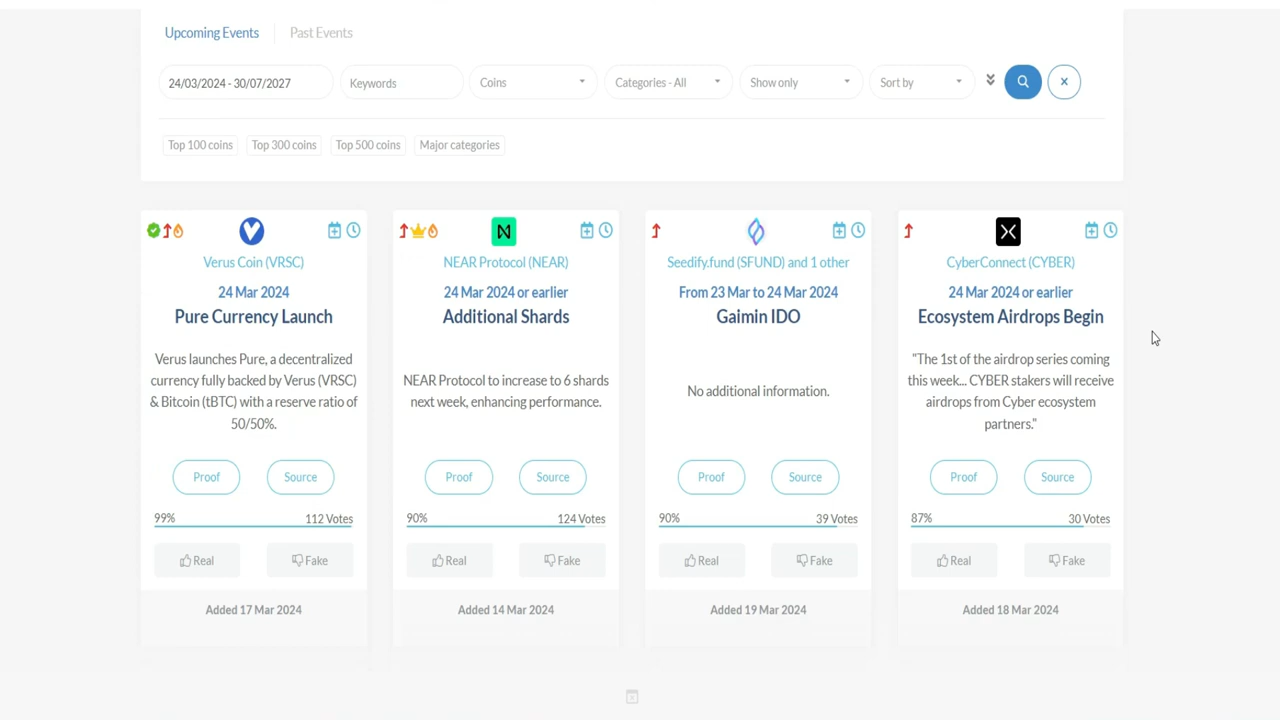 Upcoming Events
Past Events
24/03/2024 - 30/07/2027
Keywords
Coins
Categories - All
Show only
Sort by
Top 100 coins
Top 300 coins
Top 500 coins
Major categories
Verus Coin (VRSC)
24 Mar 2024
Pure Currency Launch
Verus launches Pure, a decentralized
currency fully backed by Verus (VRSC)
& Bitcoin (tBTC) with a reserve ratio of
50/50%.
Proof
Source
99%
112 Votes
Real
Fake
Added 17 Mar 2024
NEAR Protocol (NEAR)
24 Mar 2024 or earlier
Additional Shards
NEAR Protocol to increase to 6 shards
next week, enhancing performance.
Proof
Source
90%
124 Votes
Real
Fake
Added 14 Mar 2024
Seedify.fund (SFUND) and 1 other
From 23 Mar to 24 Mar 2024
Gaimin IDO
No additional information.
Proof
Source
90%
39 Votes
Real
Fake
Added 19 Mar 2024
CyberConnect (CYBER)
24 Mar 2024 or earlier
Ecosystem Airdrops Begin
"The 1st of the airdrop series coming
this week... CYBER stakers will receive
airdrops from Cyber ecosystem
partners."
Proof
Source
87%
30 Votes
Real
Fake
Added 18 Mar 2024